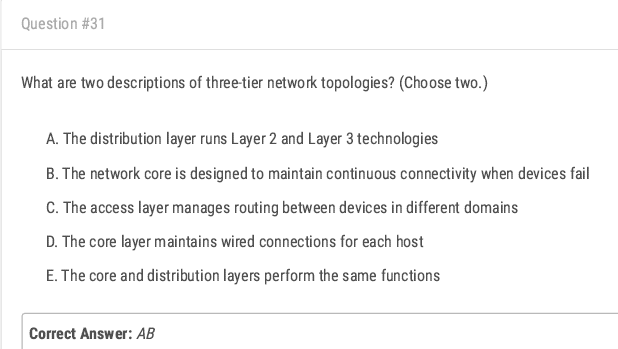 Question #31
What are two descriptions of three-tier network topologies? (Choose two.)
A. The distribution layer runs Layer 2 and Layer 3 technologies
B. The network core is designed to maintain continuous connectivity when devices fail
C. The access layer manages routing between devices in different domains
D. The core layer maintains wired connections for each host
E. The core and distribution layers perform the same functions
Correct Answer: AB